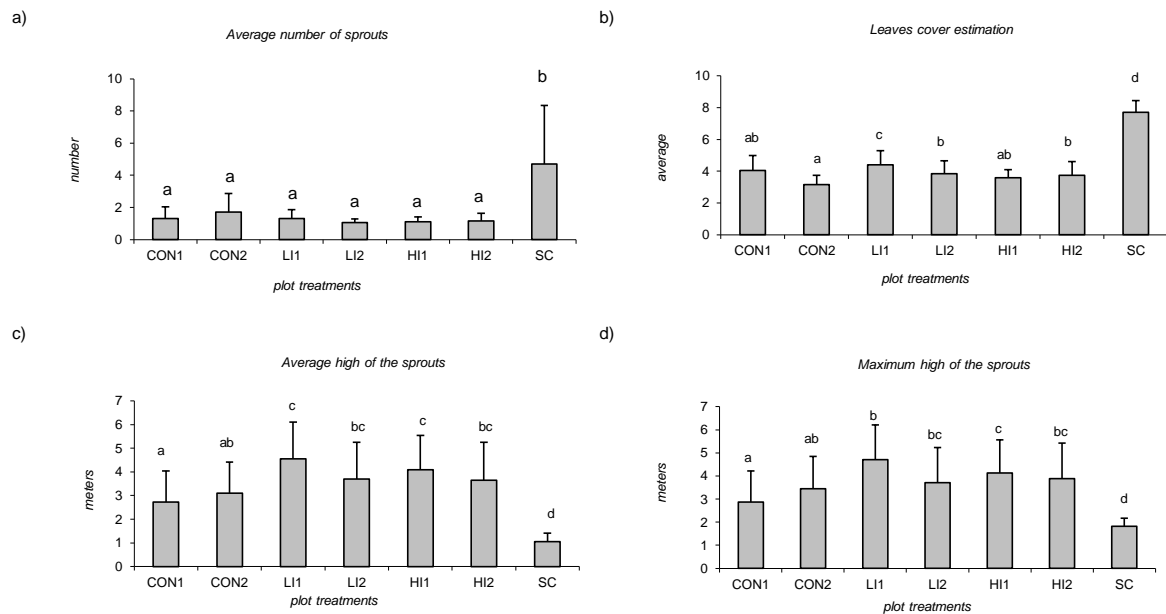 a)
Average number of sprouts
10
8
6
4
2
0
number
a
a
a
a
a
a
b
CON1 CON2 LI1 LI2 HI1 HI2 SC
plot treatments
b)
Leaves cover estimation
10
8
6
4
2
0
average
ab
a
c
b
ab
b
d
CON1 CON2 LI1 LI2 HI1 HI2 SC
plot treatments
c)
Average high of the sprouts
7
6
5
4
3
2
1
0
meters
a
ab
c
bc
c
bc
d
CON1 CON2 LI1 LI2 HI1 HI2 SC
plot treatments
d)
Maximum high of the sprouts
7
6
5
4
3
2
1
0
meters
a
ab
b
bc
c
bc
d
CON1 CON2 LI1 LI2 HI1 HI2 SC
plot treatments